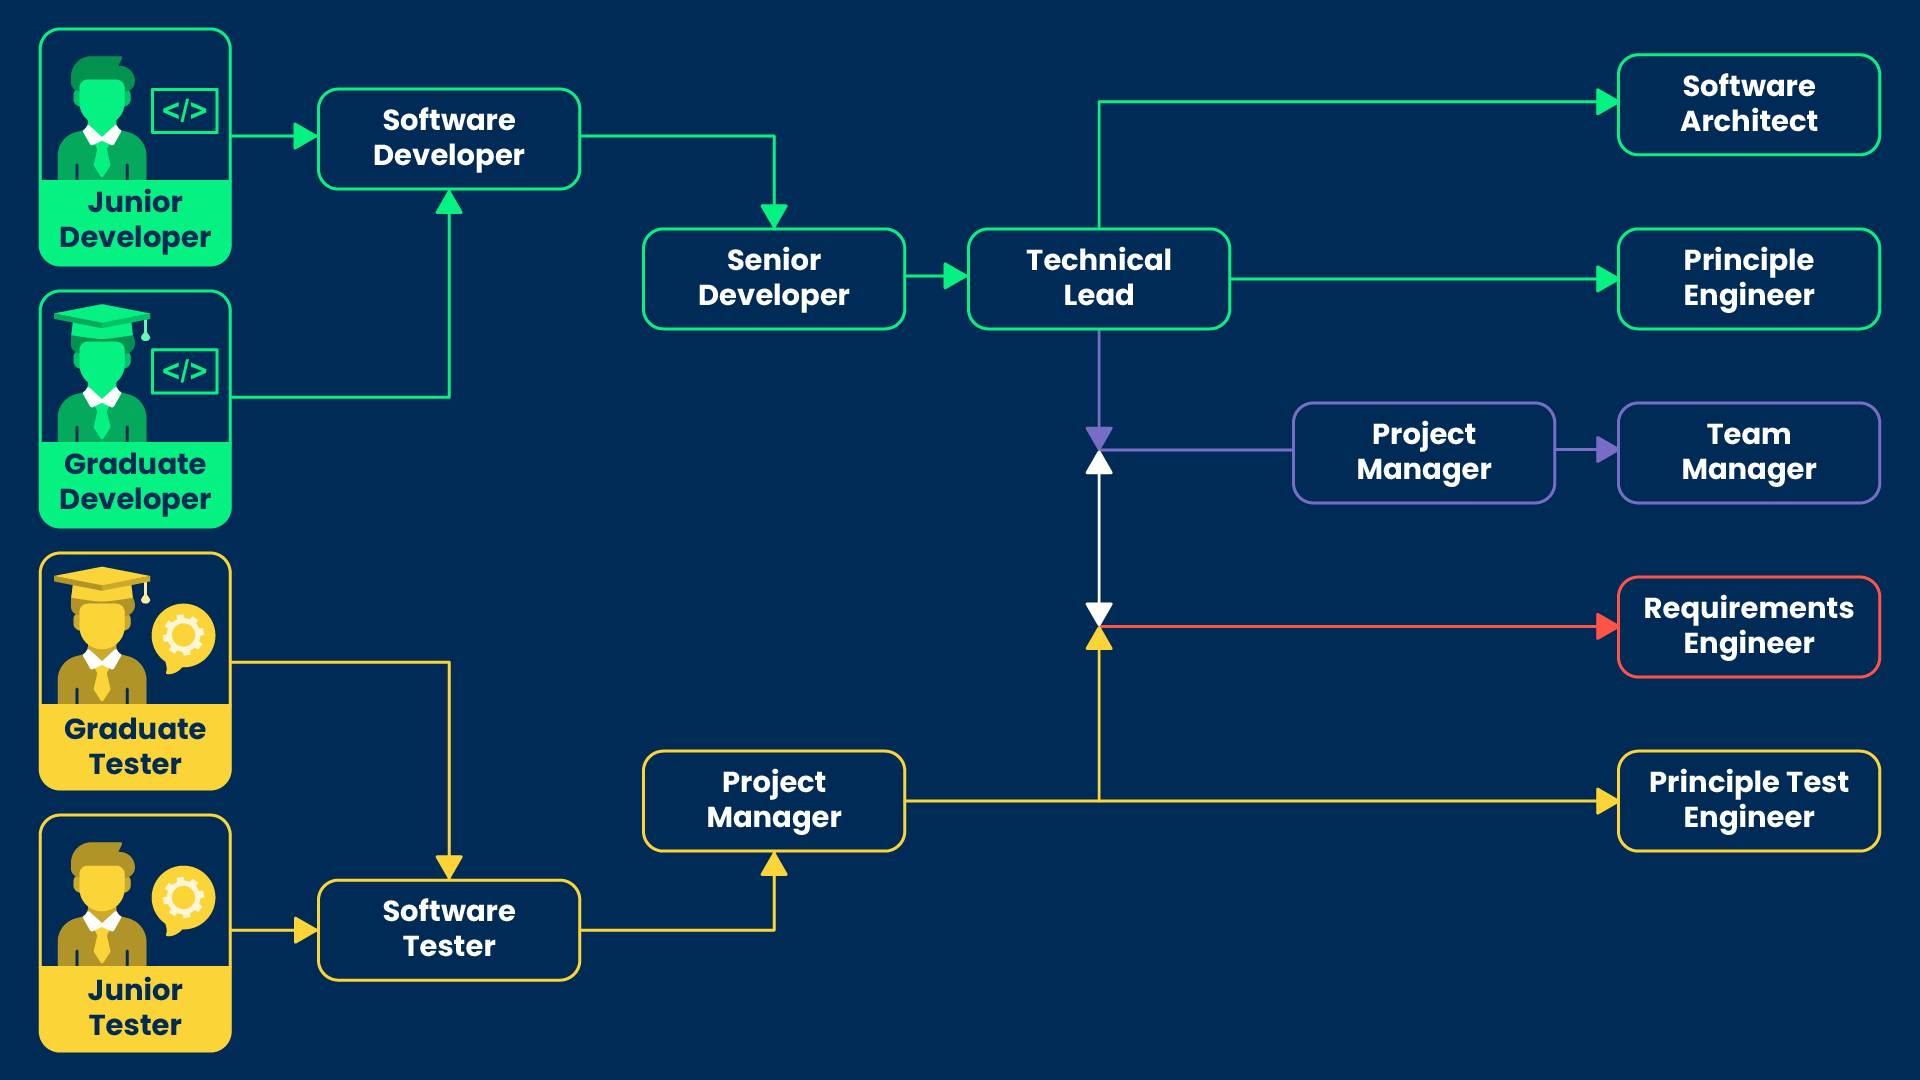 </>
Junior
Developer
Software
Developer
</>
Graduate
Developer
Senior
Developer
Technical
Lead
Software
Architect
Principle
Engineer
Project
Manager
Team
Manager
Requirements
Engineer
Graduate
Tester
Junior
Tester
Software
Tester
Project
Manager
Principle Test
Engineer